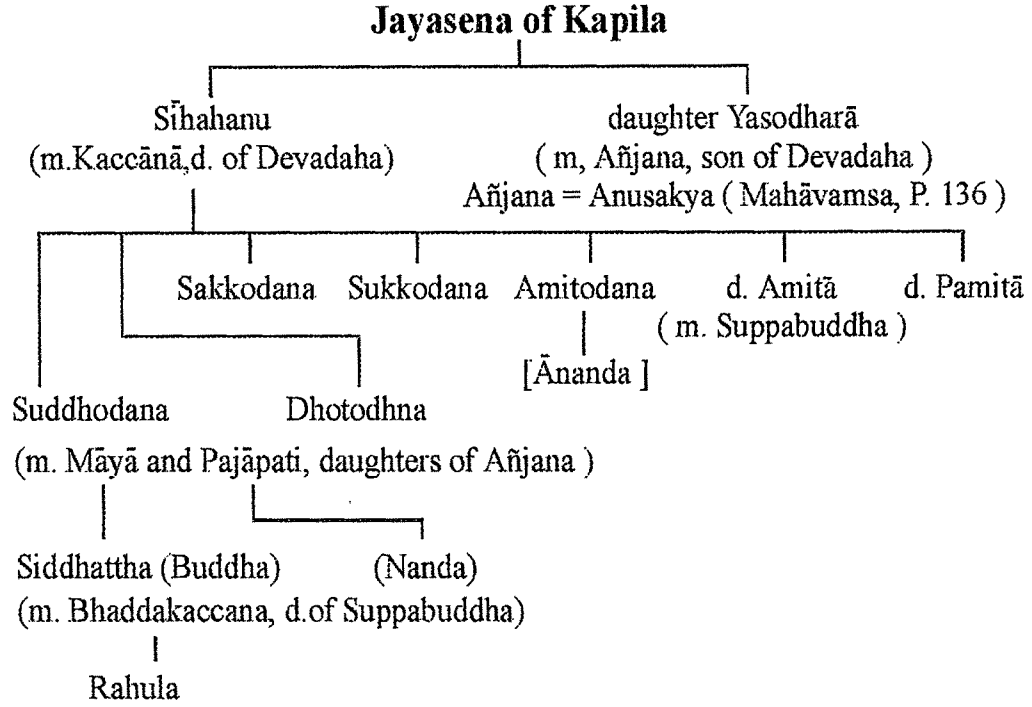 Jayasena of Kapila
Sīhahanu
(m.Kaccānā,d. of Devadaha)
daughter Yasodharā
( m, Añjana, son of Devadaha )
Añjana = Anusakya ( Mahāvamsa, P. 136 )
Sakkodana Sukkodana Amitodana d. Amitā d. Pamitā
( m. Suppabuddha )
[Ānanda ]
Suddhodana Dhotodhna
(m. Māyā and Pajāpati, daughters of Añjana )
Siddhattha (Buddha) (Nanda)
(m. Bhaddakaccana, d.of Suppabuddha)
Rahula